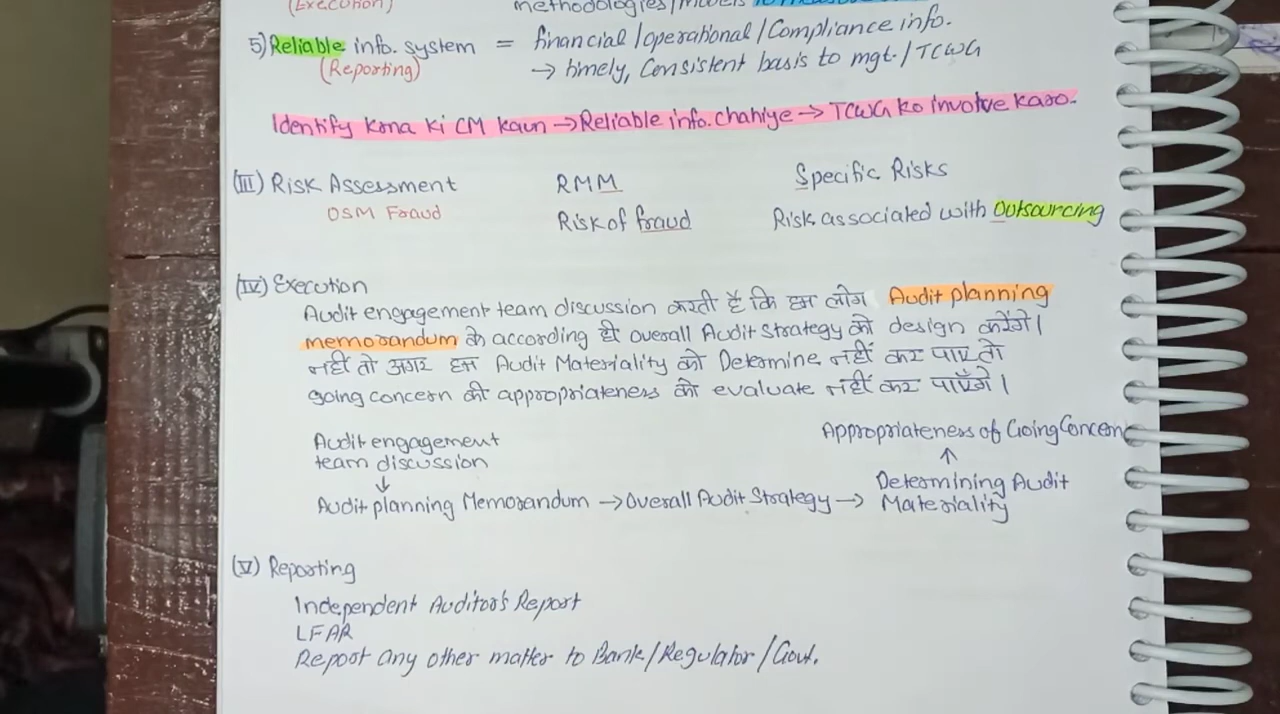 (Execution) methodologies/models
5) Reliable info. system = financial/operational/Compliance info.
(Reporting) → timely, Consistent basis to mgt./TCWG
Identify krna ki CM kaun → Reliable info. chahiye → TCWG ko involve karo.
(III) Risk Assessment RMM Specific Risks
OSM Fraud Risk of fraud Risk associated with Outsourcing
(IV) Execution
Audit engagement team discussion करती है कि हम लोग Audit planning
memorandum के according ही overall Audit Strategy को design करेंगे।
नहीं तो अगर हम Audit Materiality को Determine नहीं कर पाए तो
going concern की appropriateness को evaluate नहीं कर पाएँगे।
Audit engagement
team discussion
↓
Audit planning Memorandum → Overall Audit Strategy → Determining Audit Materiality
↑
Appropriateness of Going Concern
(V) Reporting
Independent Auditor's Report
LFAR
Report any other matter to Bank/Regulator/Govt.